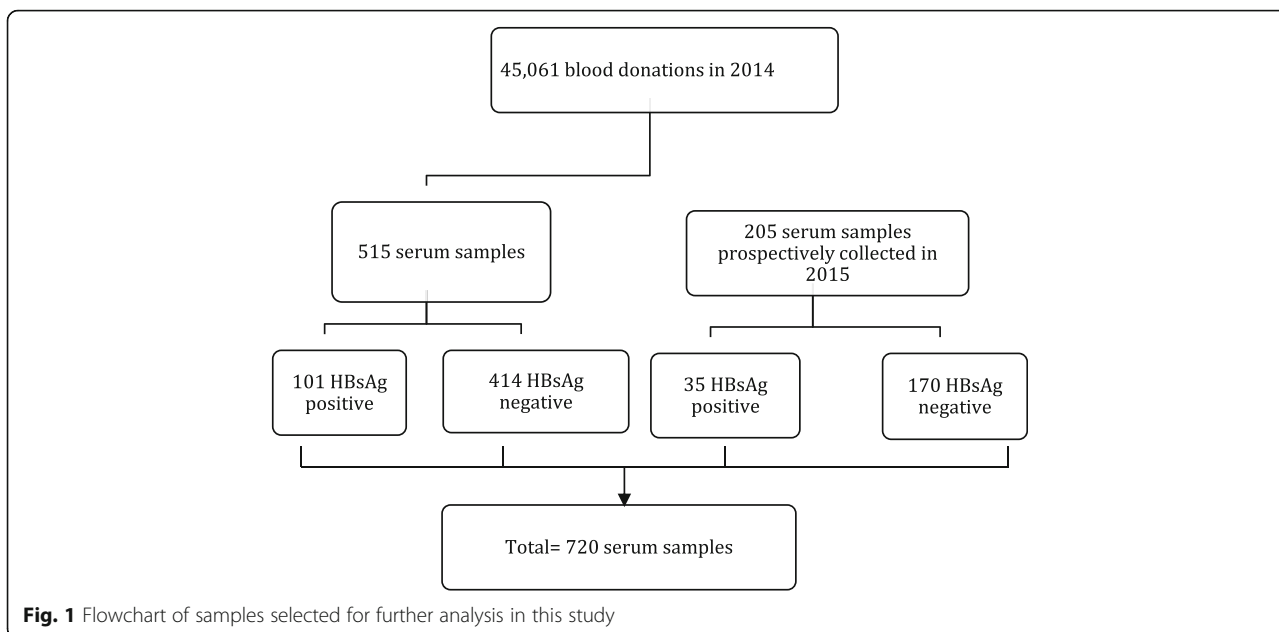 45,061 blood donations in 2014
515 serum samples
205 serum samples
prospectively collected in
2015
101 HBsAg
positive
414 HBsAg
negative
35 HBsAg
positive
170 HBsAg
negative
Total= 720 serum samples
Fig. 1 Flowchart of samples selected for further analysis in this study